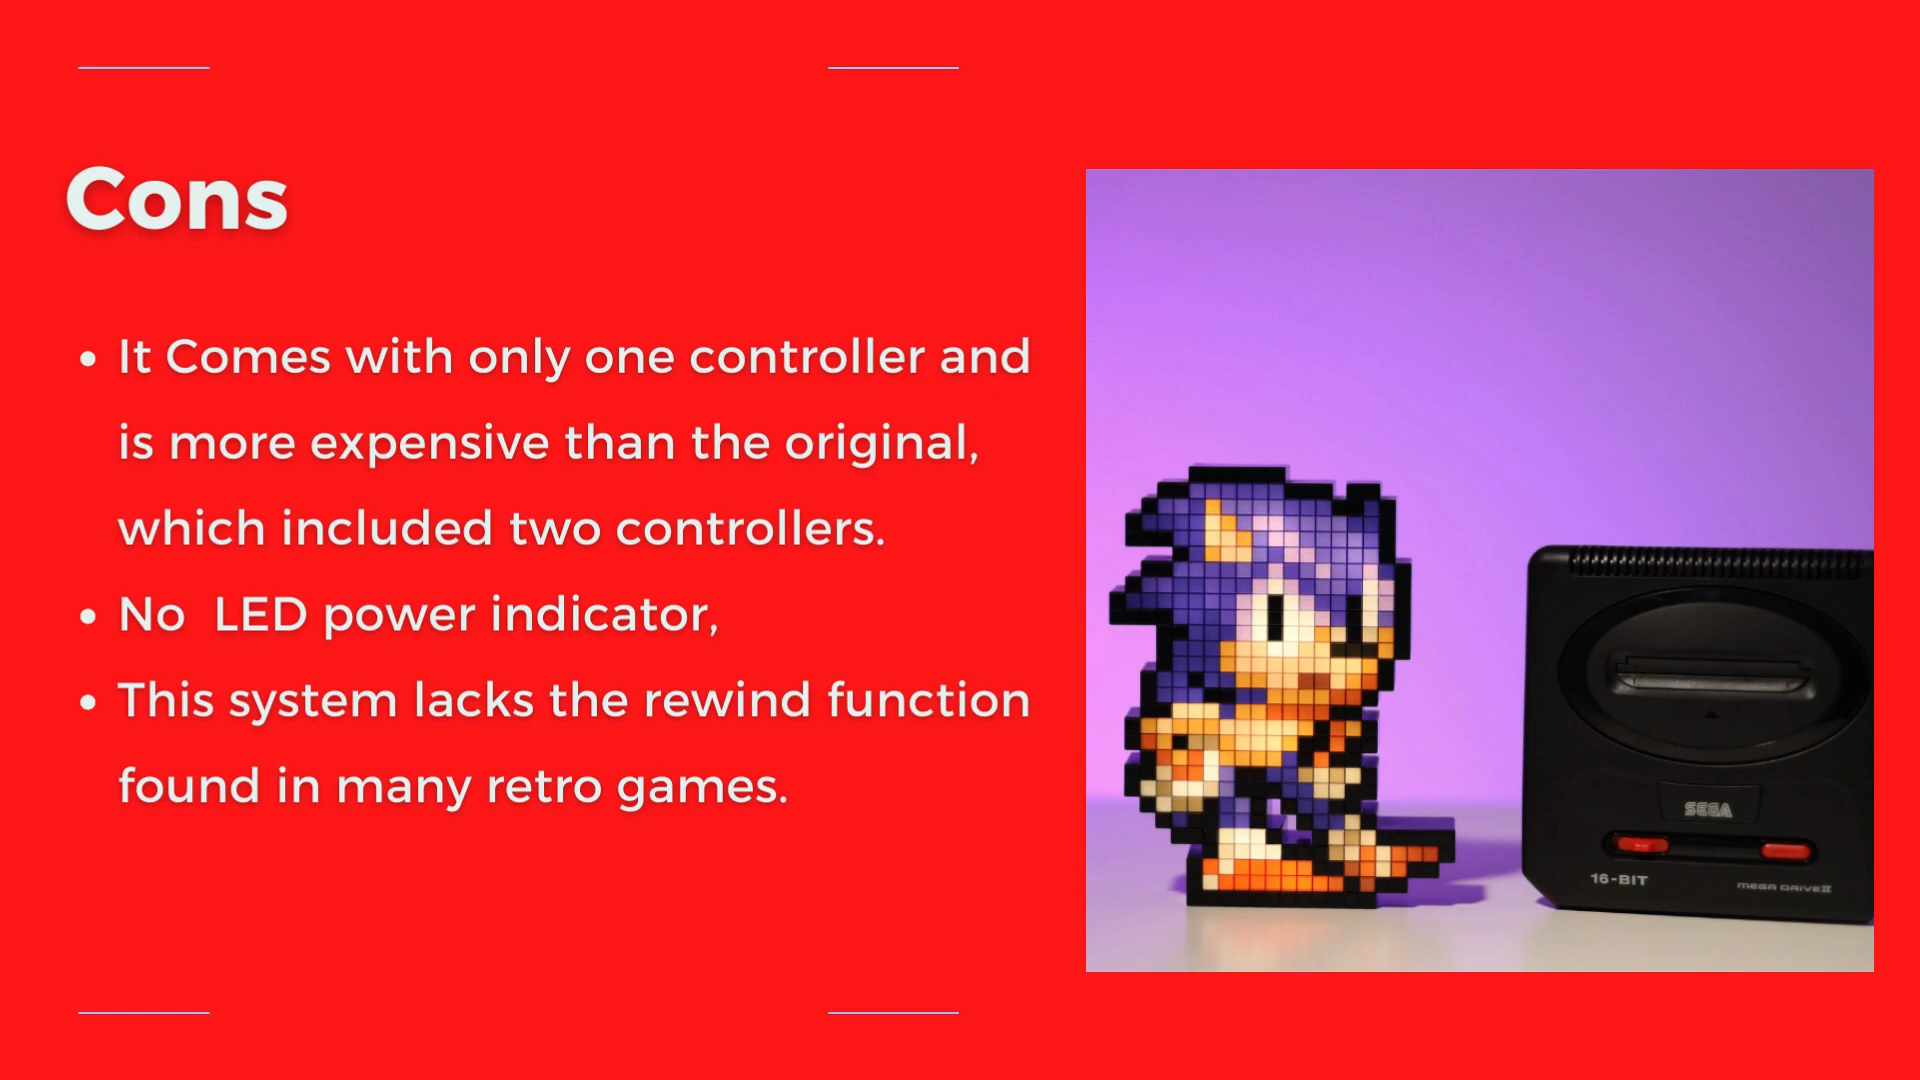 Cons
• It Comes with only one controller and
is more expensive than the original,
which included two controllers.
• No  LED power indicator,
• This system lacks the rewind function
found in many retro games.
SEGA
16-BIT
MEGA DRIVE II